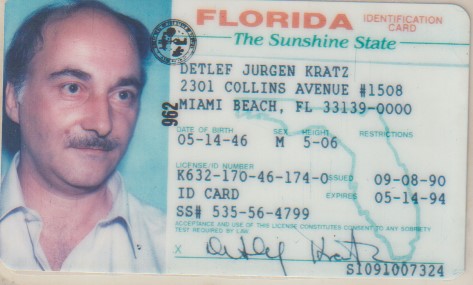 FLORIDA IDENTIFICATION CARD
The Sunshine State
DETLEF JURGEN KRATZ
2301 COLLINS AVENUE #1508
MIAMI BEACH, FL 33139-0000
962
DATE OF BIRTH SEX HEIGHT RESTRICTIONS
05-14-46 M 5-06
LICENSE/ID NUMBER
K632-170-46-174-0 ISSUED 09-08-90
ID CARD EXPIRES 05-14-94
SS# 535-56-4799
ACCEPTANCE AND USE OF THIS LICENSE CONSTITUTES CONSENT TO ANY SOBRIETY
TEST REQUIRED BY LAW.
X Detlef Kratz
S1091007324